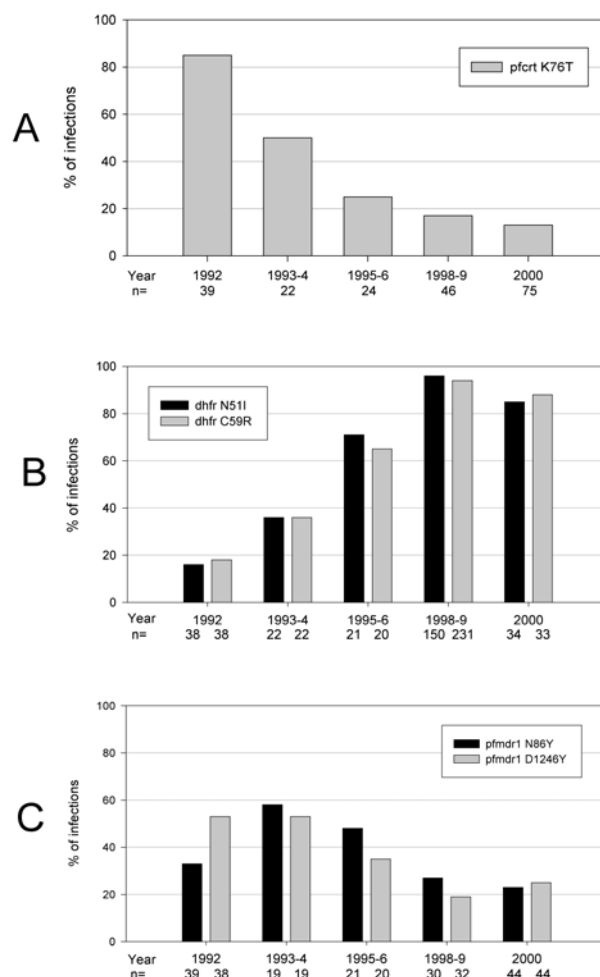 A
% of infections
100
80
60
40
20
0
pfcrt K76T
Year 1992 1993-4 1995-6 1998-9 2000
n= 39 22 24 46 75
B
% of infections
100
80
60
40
20
0
dhfr N51I
dhfr C59R
Year 1992 1993-4 1995-6 1998-9 2000
n= 38 38 22 22 21 20 150 231 34 33
C
% of infections
100
80
60
40
20
0
pfmdr1 N86Y
pfmdr1 D1246Y
Year 1992 1993-4 1995-6 1998-9 2000
n= 39 38 19 19 21 20 30 32 44 44